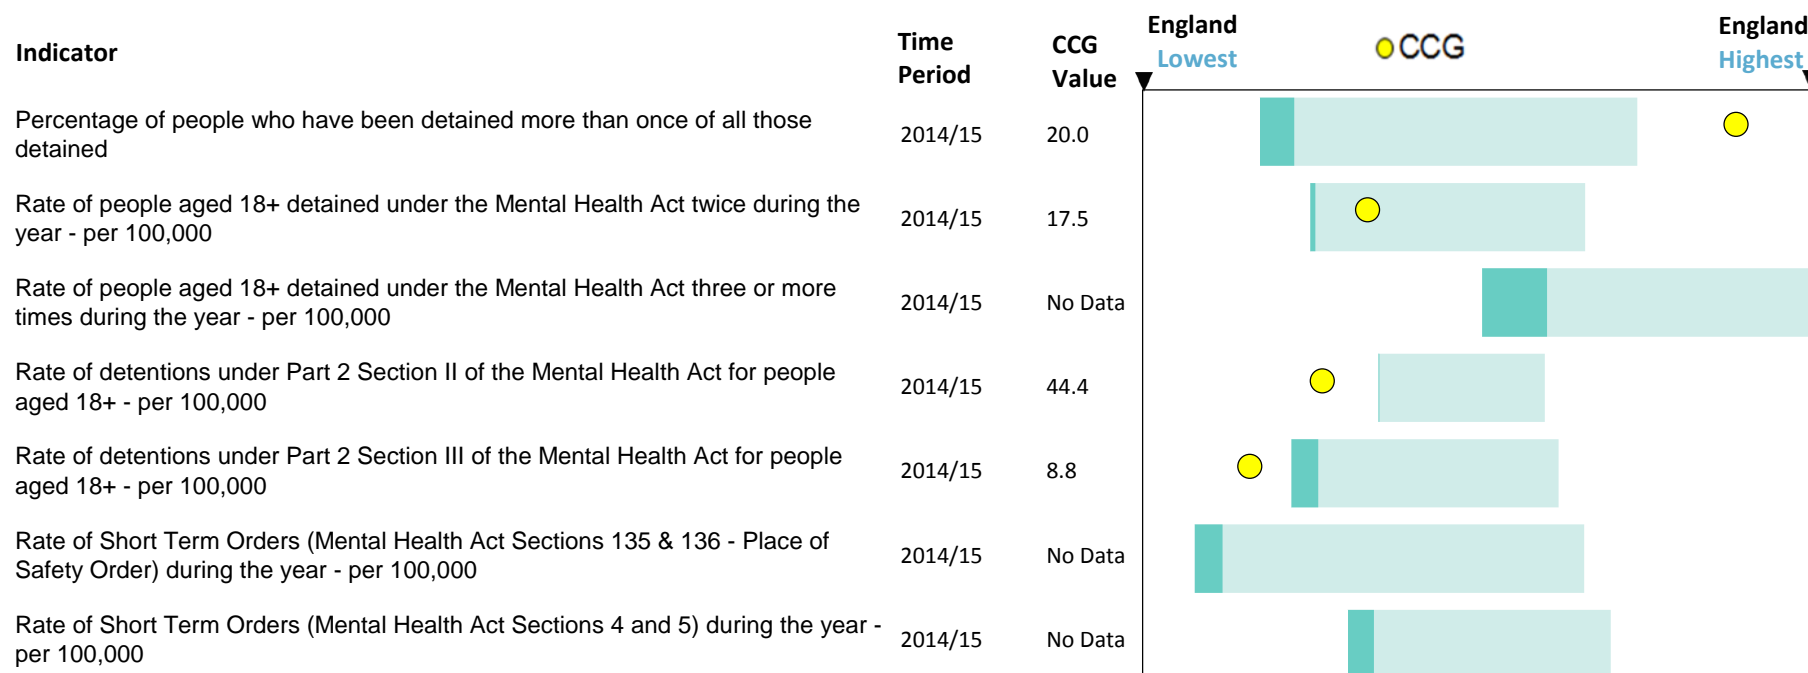 Indicator
Time Period
CCG Value
England Lowest
CCG
England Highest
Percentage of people who have been detained more than once of all those
detained
2014/15
20.0
Rate of people aged 18+ detained under the Mental Health Act twice during the
year - per 100,000
2014/15
17.5
Rate of people aged 18+ detained under the Mental Health Act three or more
times during the year - per 100,000
2014/15
No Data
Rate of detentions under Part 2 Section II of the Mental Health Act for people
aged 18+ - per 100,000
2014/15
44.4
Rate of detentions under Part 2 Section III of the Mental Health Act for people
aged 18+ - per 100,000
2014/15
8.8
Rate of Short Term Orders (Mental Health Act Sections 135 & 136 - Place of
Safety Order) during the year - per 100,000
2014/15
No Data
Rate of Short Term Orders (Mental Health Act Sections 4 and 5) during the year -
per 100,000
2014/15
No Data